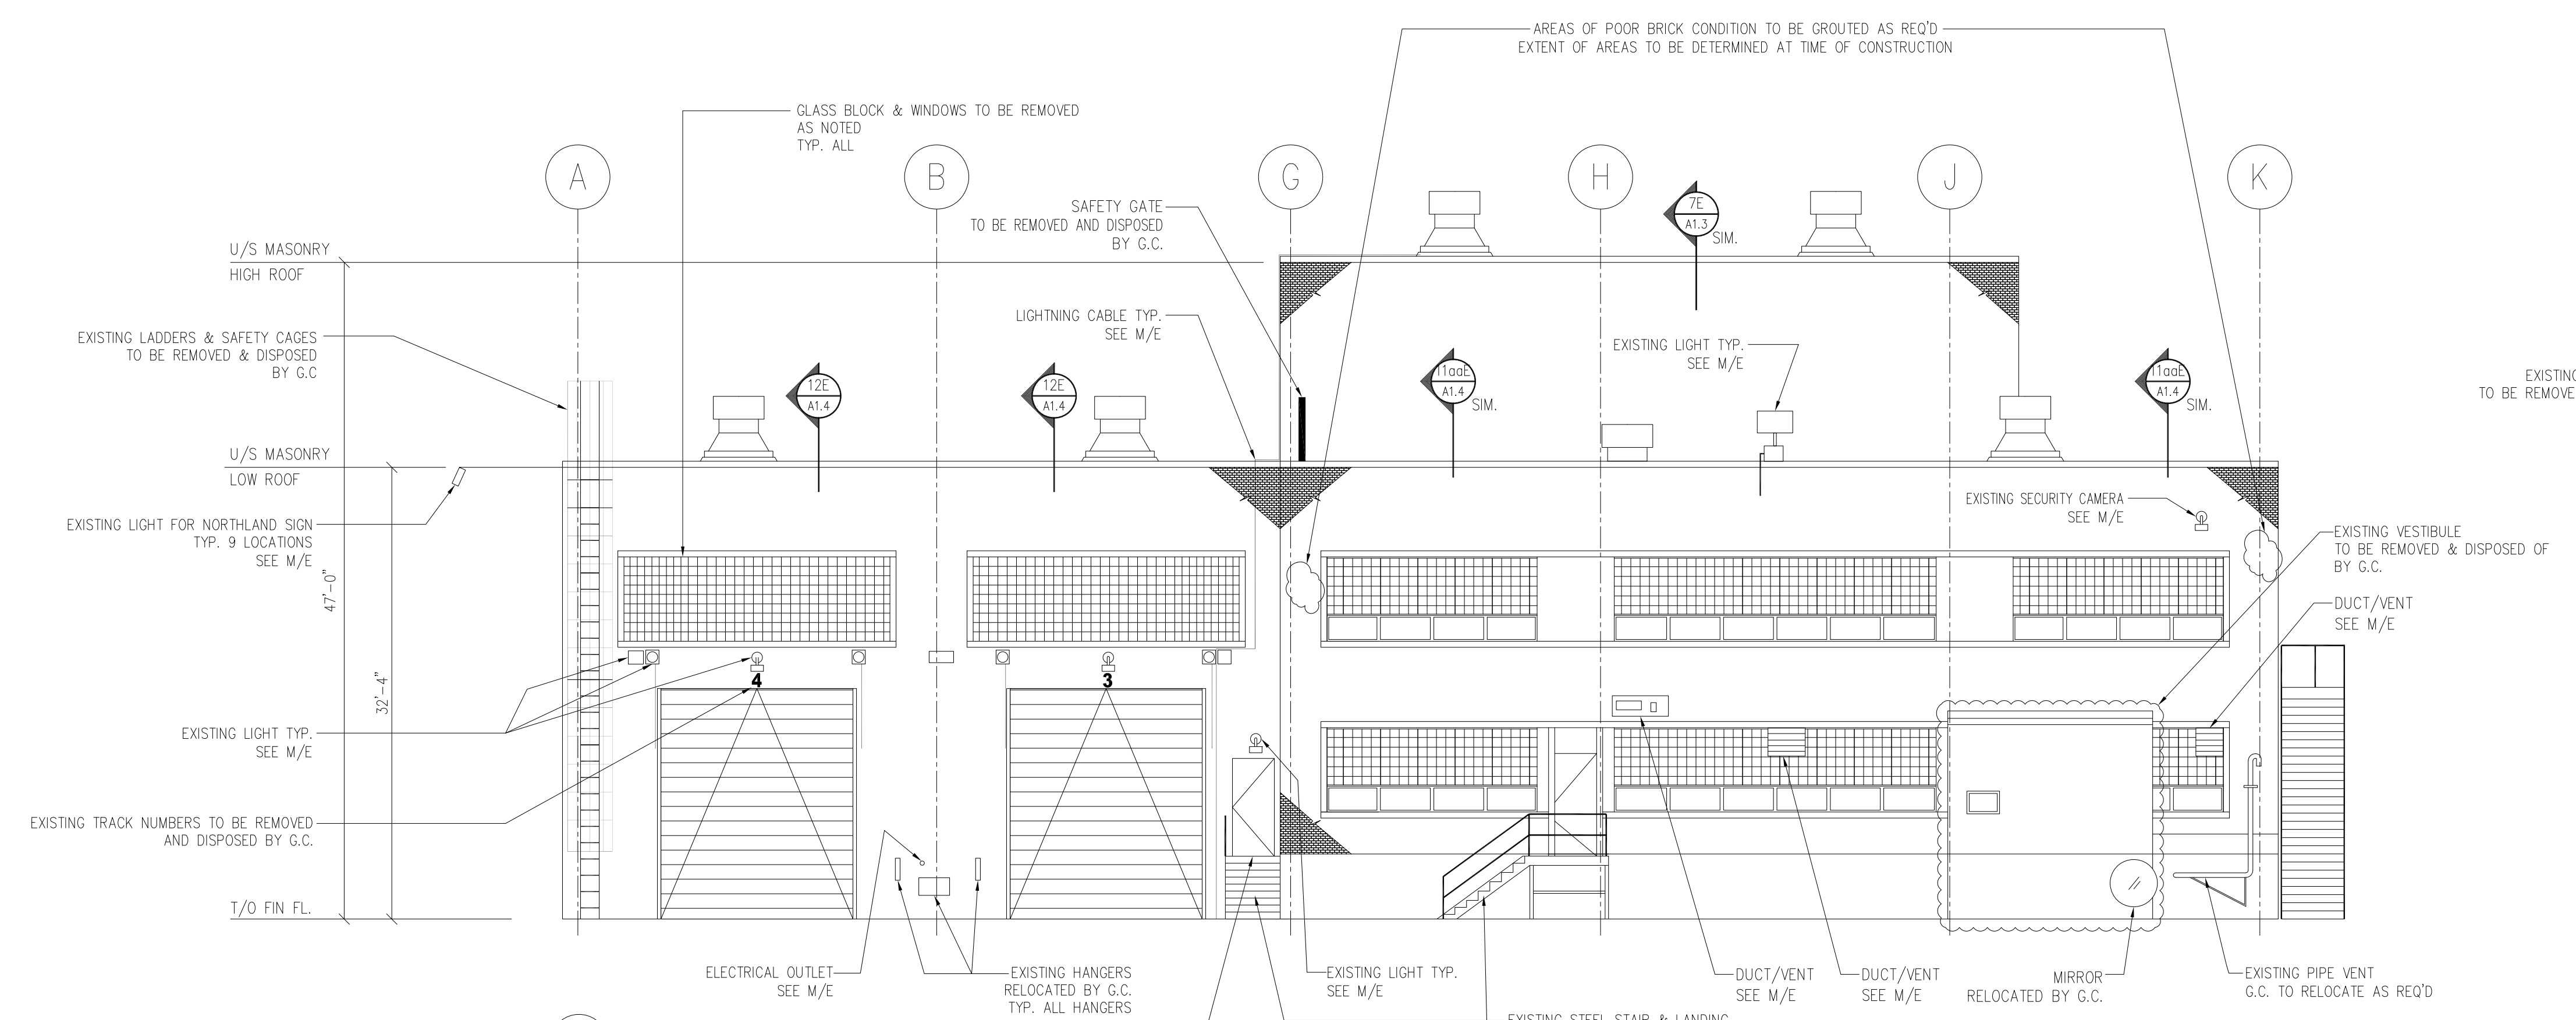 AREAS OF POOR BRICK CONDITION TO BE GROUTED AS REQ'D
EXTENT OF AREAS TO BE DETERMINED AT TIME OF CONSTRUCTION
GLASS BLOCK & WINDOWS TO BE REMOVED
AS NOTED
TYP. ALL
A
B
G
H
J
K
SAFETY GATE
TO BE REMOVED AND DISPOSED
BY G.C.
7E
A1.3
SIM.
U/S MASONRY
HIGH ROOF
LIGHTNING CABLE TYP.
SEE M/E
EXISTING LADDERS & SAFETY CAGES
TO BE REMOVED & DISPOSED
BY G.C
EXISTING LIGHT TYP.
SEE M/E
12E
A1.4
12E
A1.4
11aaE
A1.4
SIM.
11aaE
A1.4
SIM.
EXISTING
TO BE REMOVE
U/S MASONRY
LOW ROOF
EXISTING LIGHT FOR NORTHLAND SIGN
TYP. 9 LOCATIONS
SEE M/E
EXISTING SECURITY CAMERA
SEE M/E
EXISTING VESTIBULE
TO BE REMOVED & DISPOSED OF
BY G.C.
47'-0"
32'-4"
DUCT/VENT
SEE M/E
4
3
EXISTING LIGHT TYP.
SEE M/E
EXISTING TRACK NUMBERS TO BE REMOVED
AND DISPOSED BY G.C.
T/O FIN FL.
ELECTRICAL OUTLET
SEE M/E
EXISTING HANGERS
RELOCATED BY G.C.
TYP. ALL HANGERS
EXISTING LIGHT TYP.
SEE M/E
DUCT/VENT
SEE M/E
DUCT/VENT
SEE M/E
MIRROR
RELOCATED BY G.C.
EXISTING PIPE VENT
G.C. TO RELOCATE AS REQ'D
EXISTING STEEL STAIR & LANDING